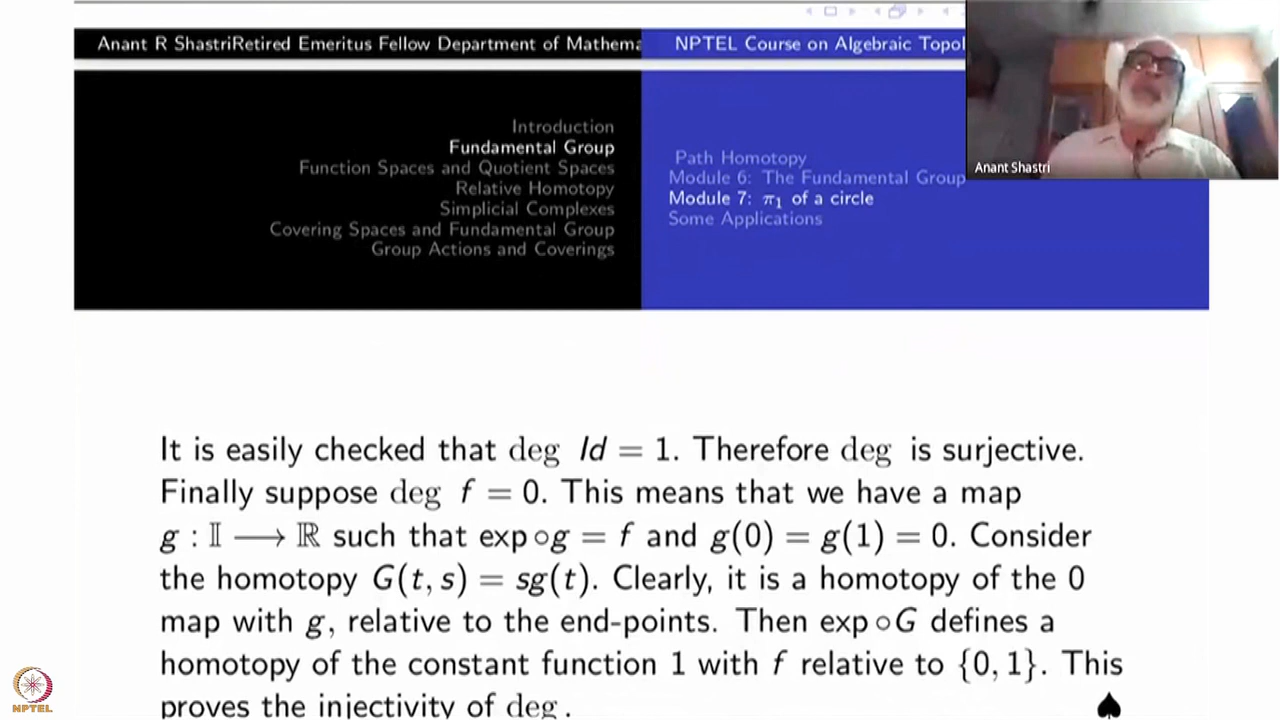 Anant R ShastriRetired Emeritus Fellow Department of Mathema
NPTEL Course on Algebraic Topol
Introduction
Fundamental Group
Function Spaces and Quotient Spaces
Relative Homotopy
Simplicial Complexes
Covering Spaces and Fundamental Group
Group Actions and Coverings
Path Homotopy
Module 6: The Fundamental Group
Module 7: π₁ of a circle
Some Applications
Anant Shastri
It is easily checked that deg Id = 1. Therefore deg is surjective.
Finally suppose deg f = 0. This means that we have a map
g : 𝕀 ⟶ ℝ such that exp ∘g = f and g(0) = g(1) = 0. Consider
the homotopy G(t, s) = sg(t). Clearly, it is a homotopy of the 0
map with g, relative to the end-points. Then exp ∘G defines a
homotopy of the constant function 1 with f relative to {0, 1}. This
proves the injectivity of deg . ♠
NPTEL